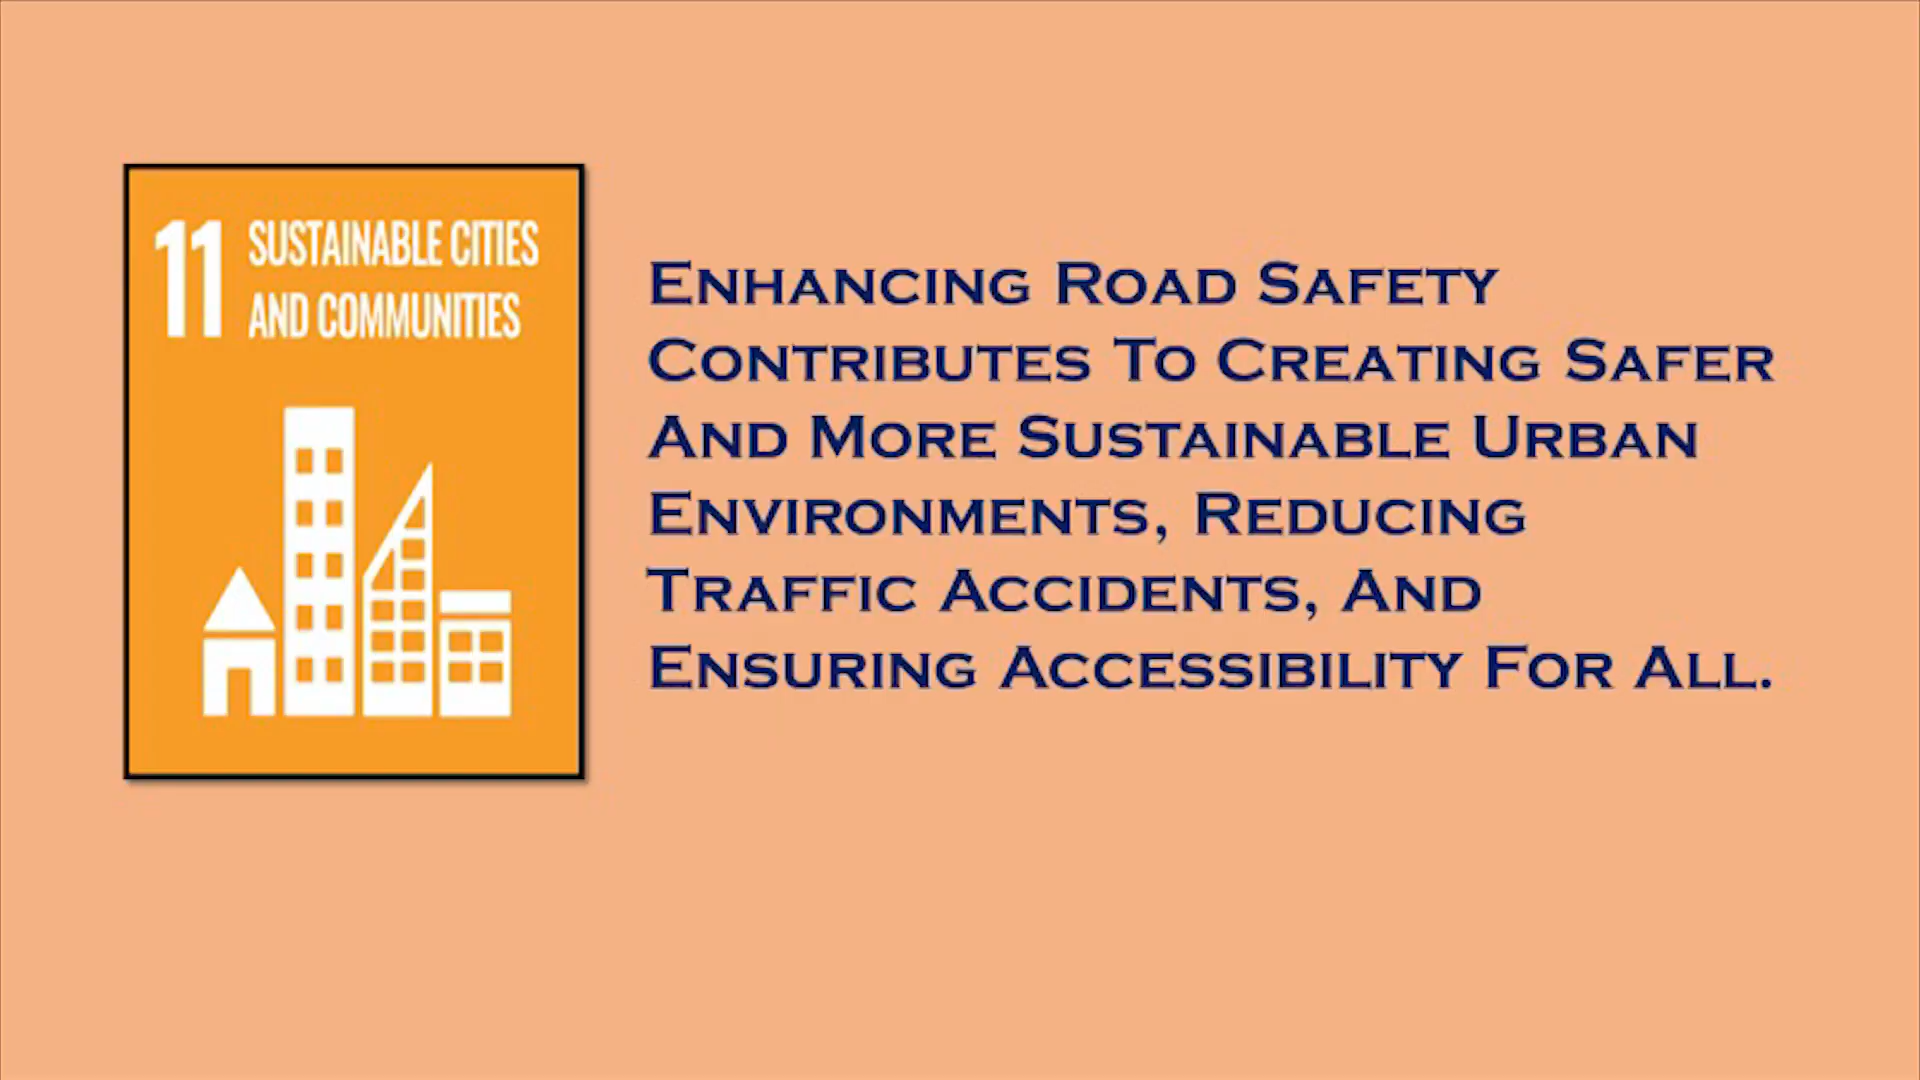 11 SUSTAINABLE CITIES
AND COMMUNITIES
Enhancing Road Safety
Contributes To Creating Safer
And More Sustainable Urban
Environments, Reducing
Traffic Accidents, And
Ensuring Accessibility For All.